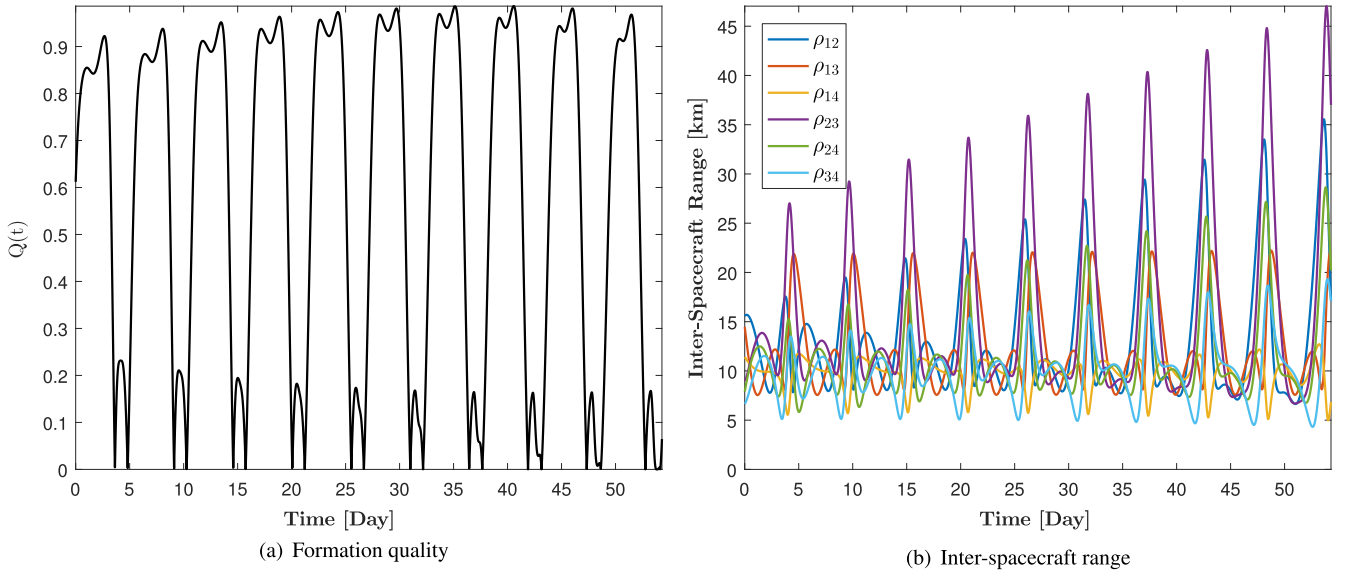 Q(t)
0.9
0.8
0.7
0.6
0.5
0.4
0.3
0.2
0.1
0
0 5 10 15 20 25 30 35 40 45 50
Time [Day]
(a) Formation quality
Inter-Spacecraft Range [km]
45
40
35
30
25
20
15
10
5
0
ρ12
ρ13
ρ14
ρ23
ρ24
ρ34
0 5 10 15 20 25 30 35 40 45 50
Time [Day]
(b) Inter-spacecraft range